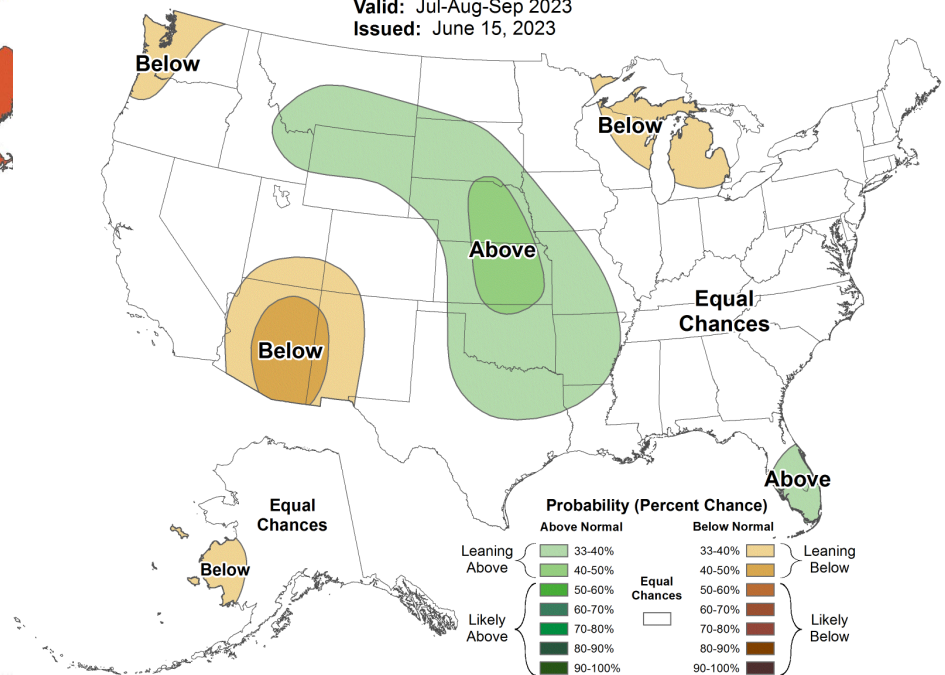 Valid: Jul-Aug-Sep 2023
Issued: June 15, 2023
Below
Below
Above
Equal
Chances
Below
Above
Equal
Chances
Below
Probability (Percent Chance)
Above Normal
Below Normal
Leaning
Above
33-40%
40-50%
Likely
Above
50-60%
60-70%
70-80%
80-90%
90-100%
Equal
Chances
33-40%
40-50%
Leaning
Below
50-60%
60-70%
70-80%
80-90%
90-100%
Likely
Below